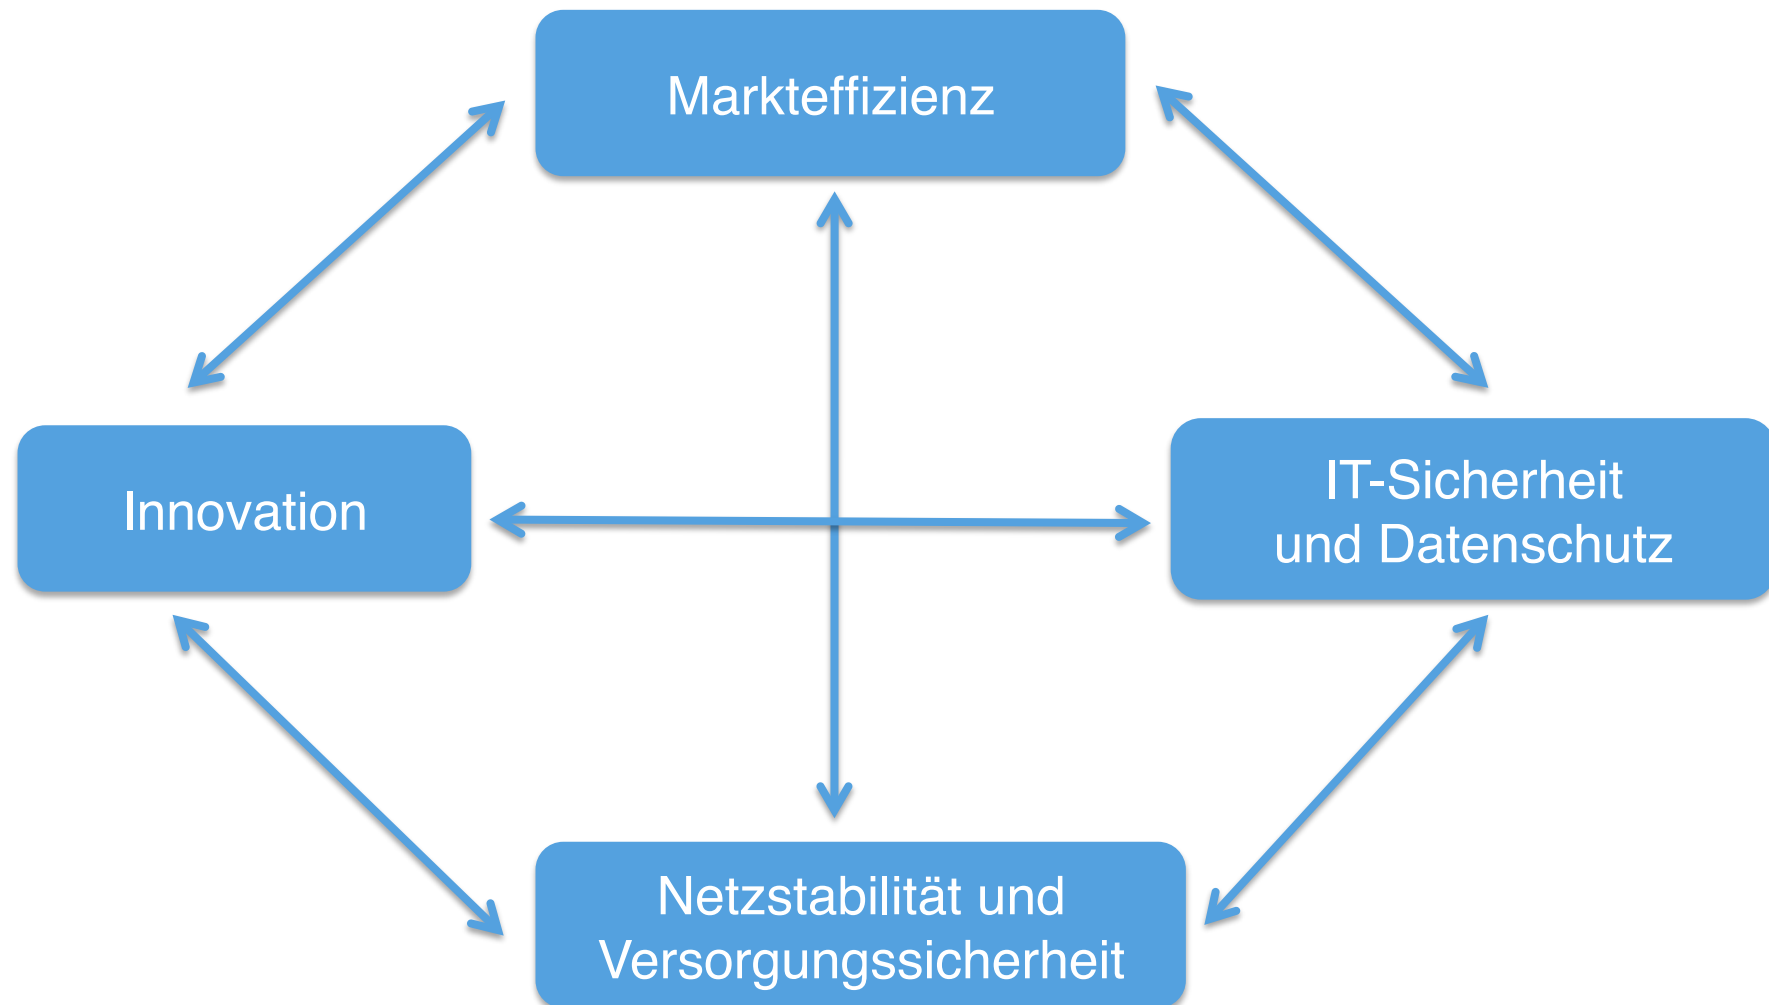 Markteffizienz
Innovation
IT-Sicherheit
und Datenschutz
Netzstabilität und
Versorgungssicherheit